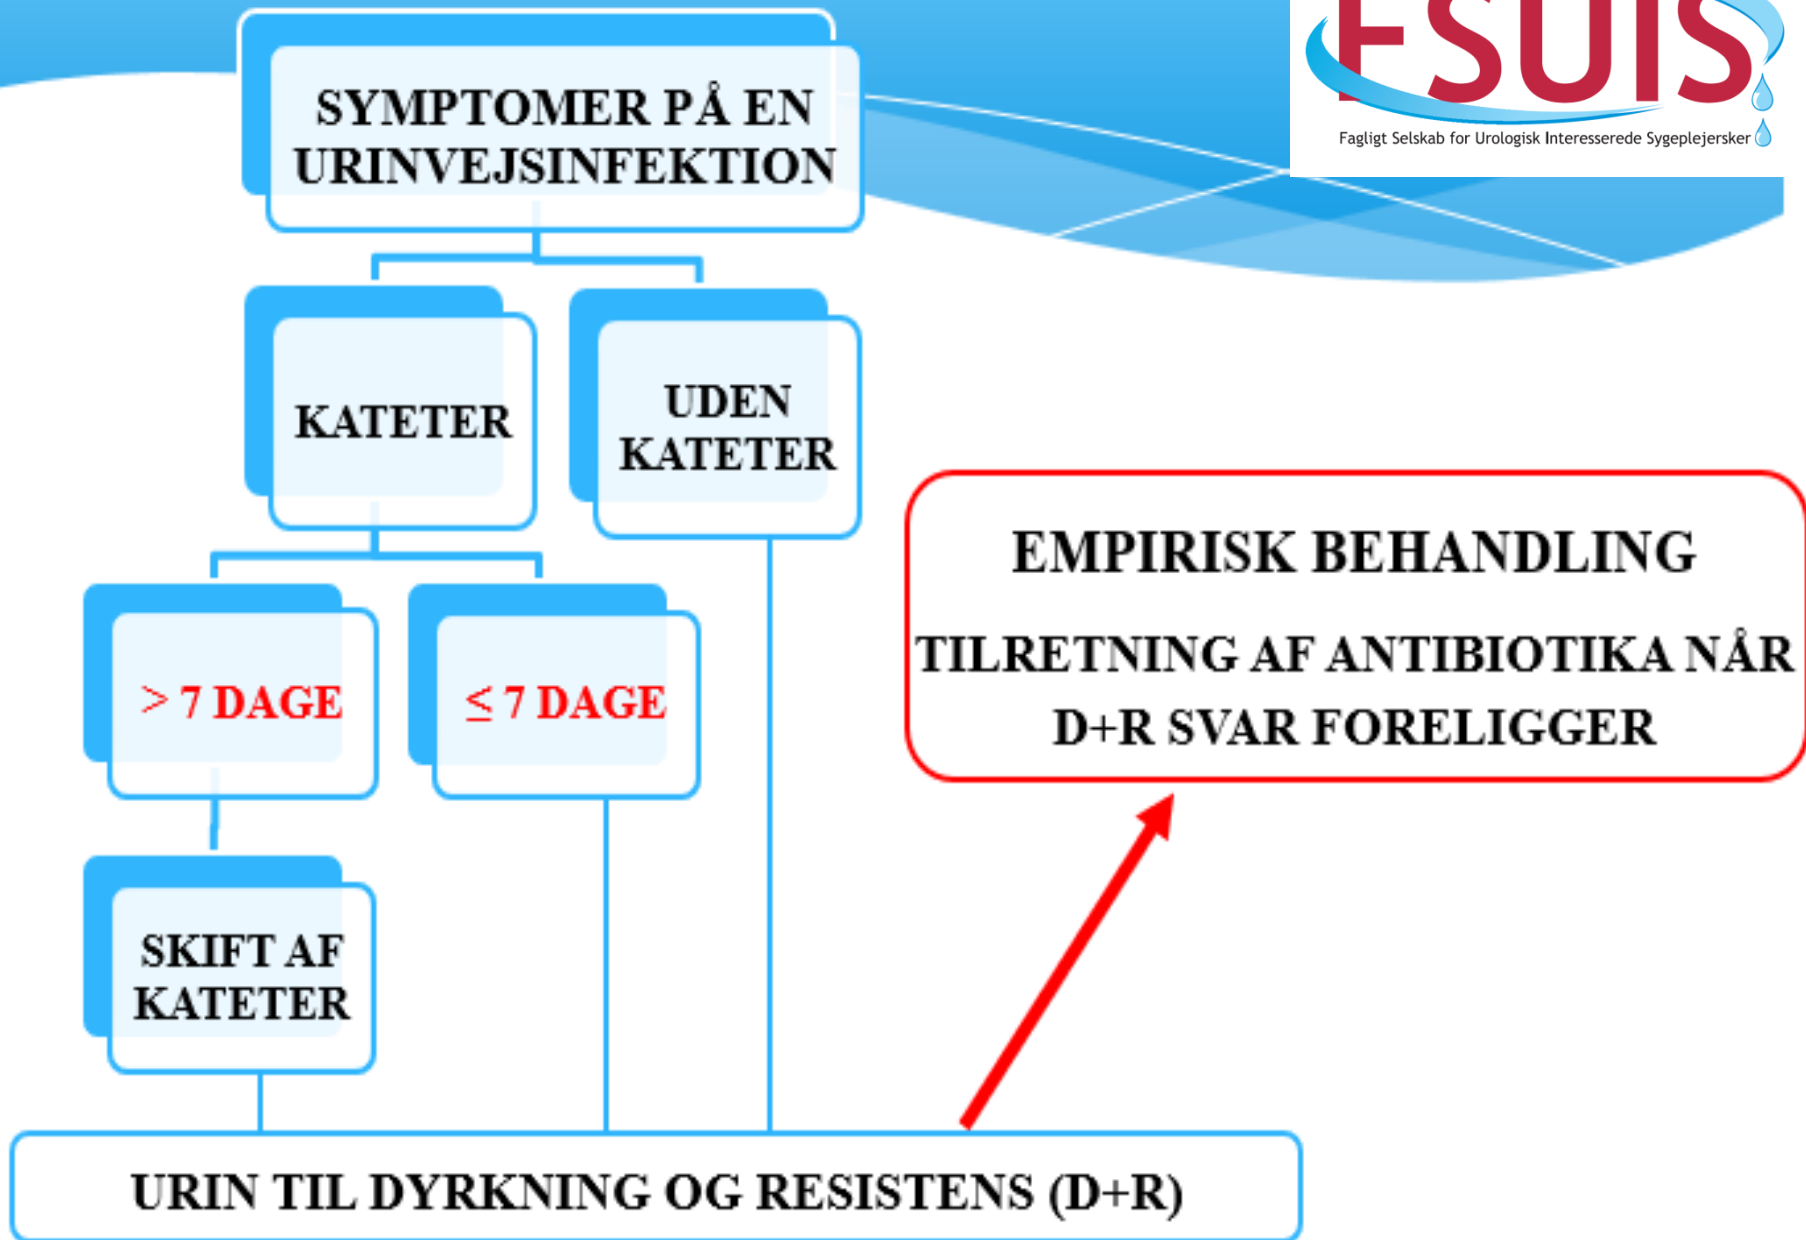 FSUIS
Fagligt Selskab for Urologisk Interesserede Sygeplejersker
SYMPTOMER PÅ EN
URINVEJSINFEKTION
KATETER
UDEN
KATETER
> 7 DAGE
≤ 7 DAGE
SKIFT AF
KATETER
EMPIRISK BEHANDLING
TILRETNING AF ANTIBIOTIKA NÅR
D+R SVAR FORELIGGER
URIN TIL DYRKNING OG RESISTENS (D+R)